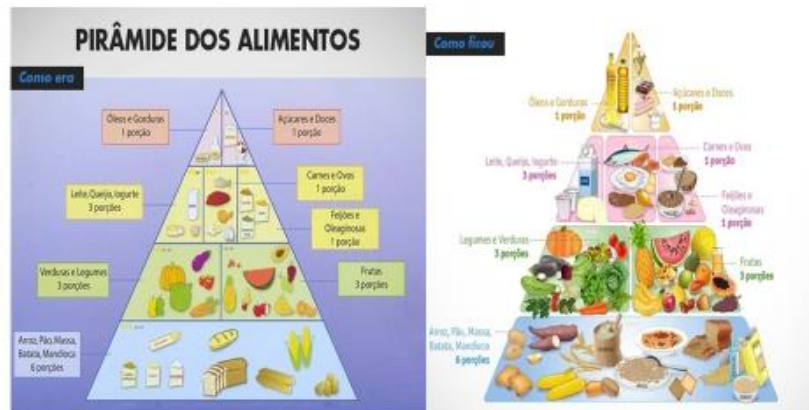 PIRÂMIDE DOS ALIMENTOS
Como era
Óleos e Gorduras
1 porção
Açúcares e Doces
1 porção
Leite, Queijo, Iogurte
3 porções
Carnes e Ovos
1 porção
Feijões e
Oleaginosas
1 porção
Verduras e Legumes
3 porções
Frutas
3 porções
Arroz, Pão, Massa,
Batata, Mandioca
6 porções
Como ficou
Óleos e Gorduras
1 porção
Açúcares e Doces
1 porção
Leite, Queijo, Iogurte
3 porções
Carnes e Ovos
1 porção
Feijões e
Oleaginosas
1 porção
Legumes e Verduras
3 porções
Frutas
3 porções
Arroz, Pão, Massa,
Batata, Mandioca
6 porções